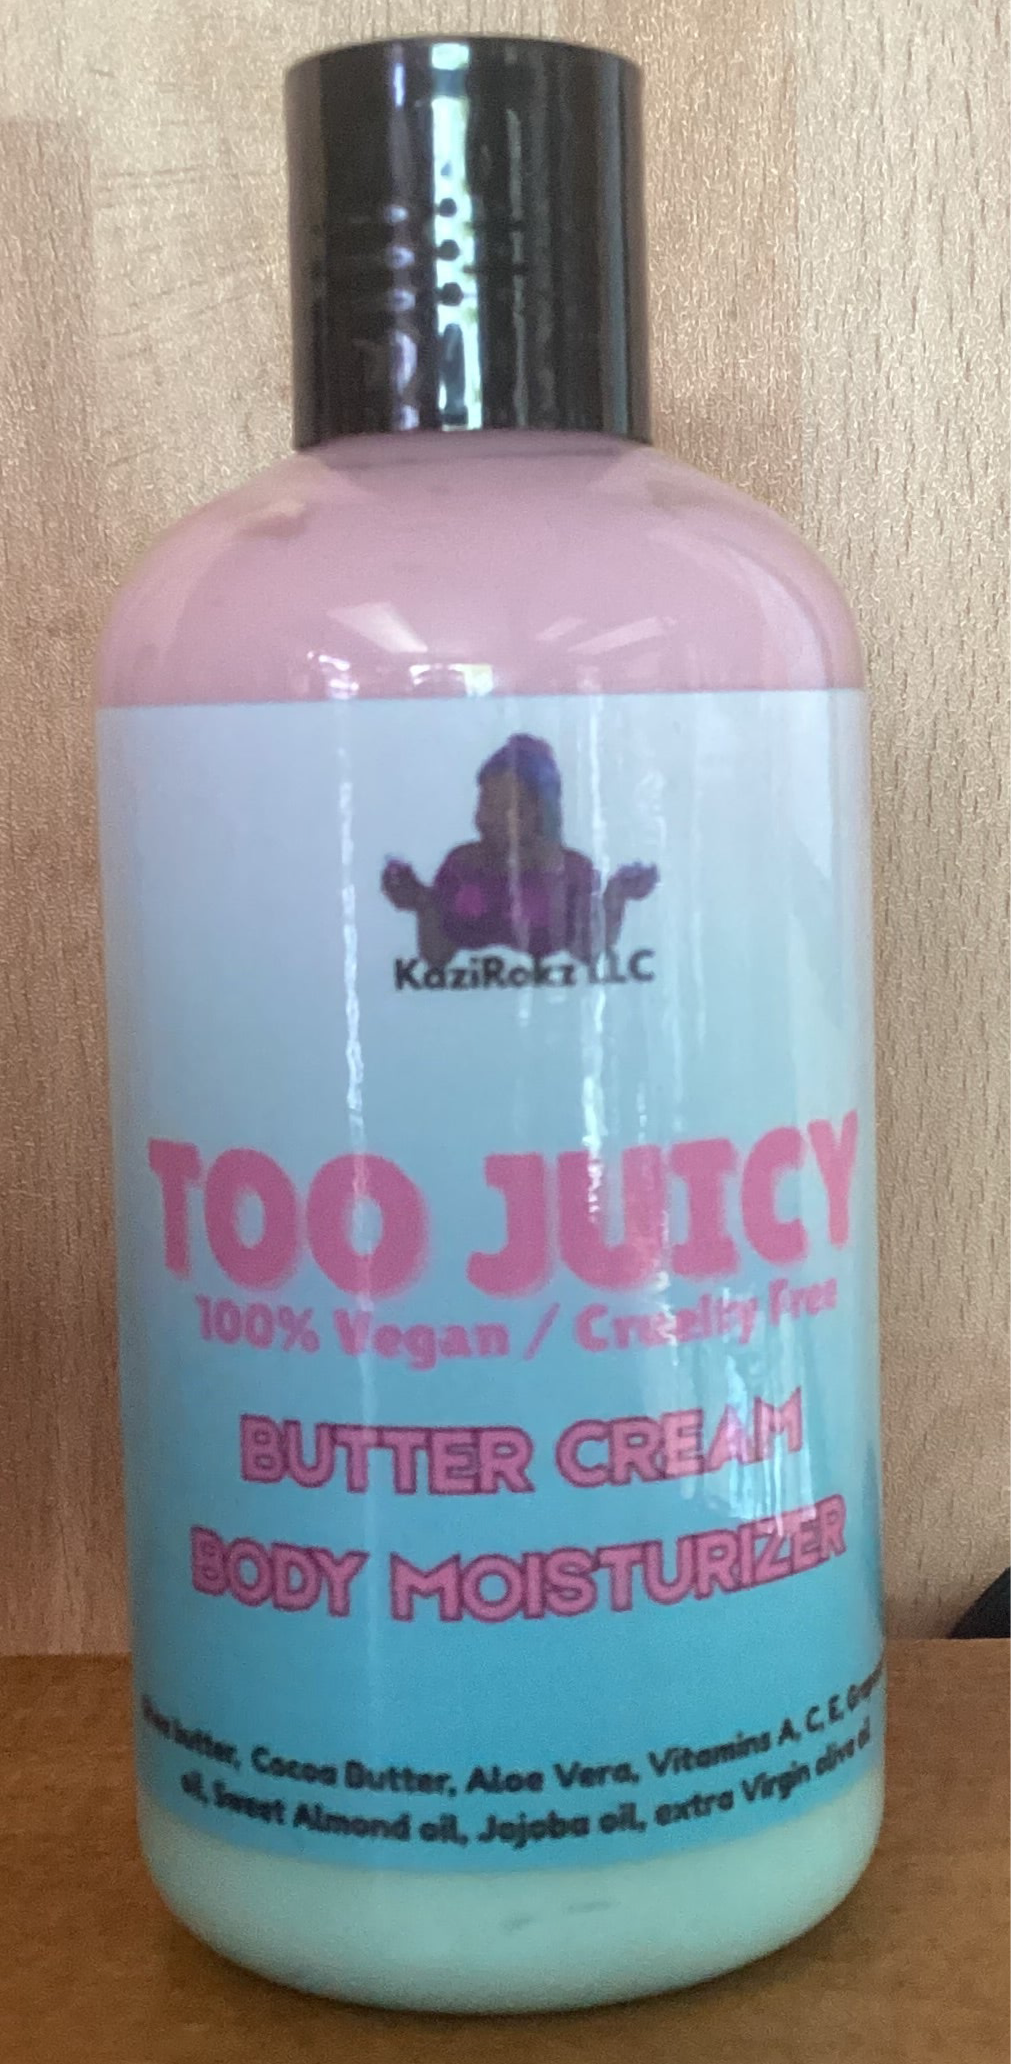 KaziRokz LLC
TOO JUICY
100% Vegan / Cruelty Free
BUTTER CREAM
BODY MOISTURIZER
butter, Cocoa Butter, Aloe Vera, Vitamins A, C, E,
oil, Sweet Almond oil, Jojoba oil, extra Virgin olive oil